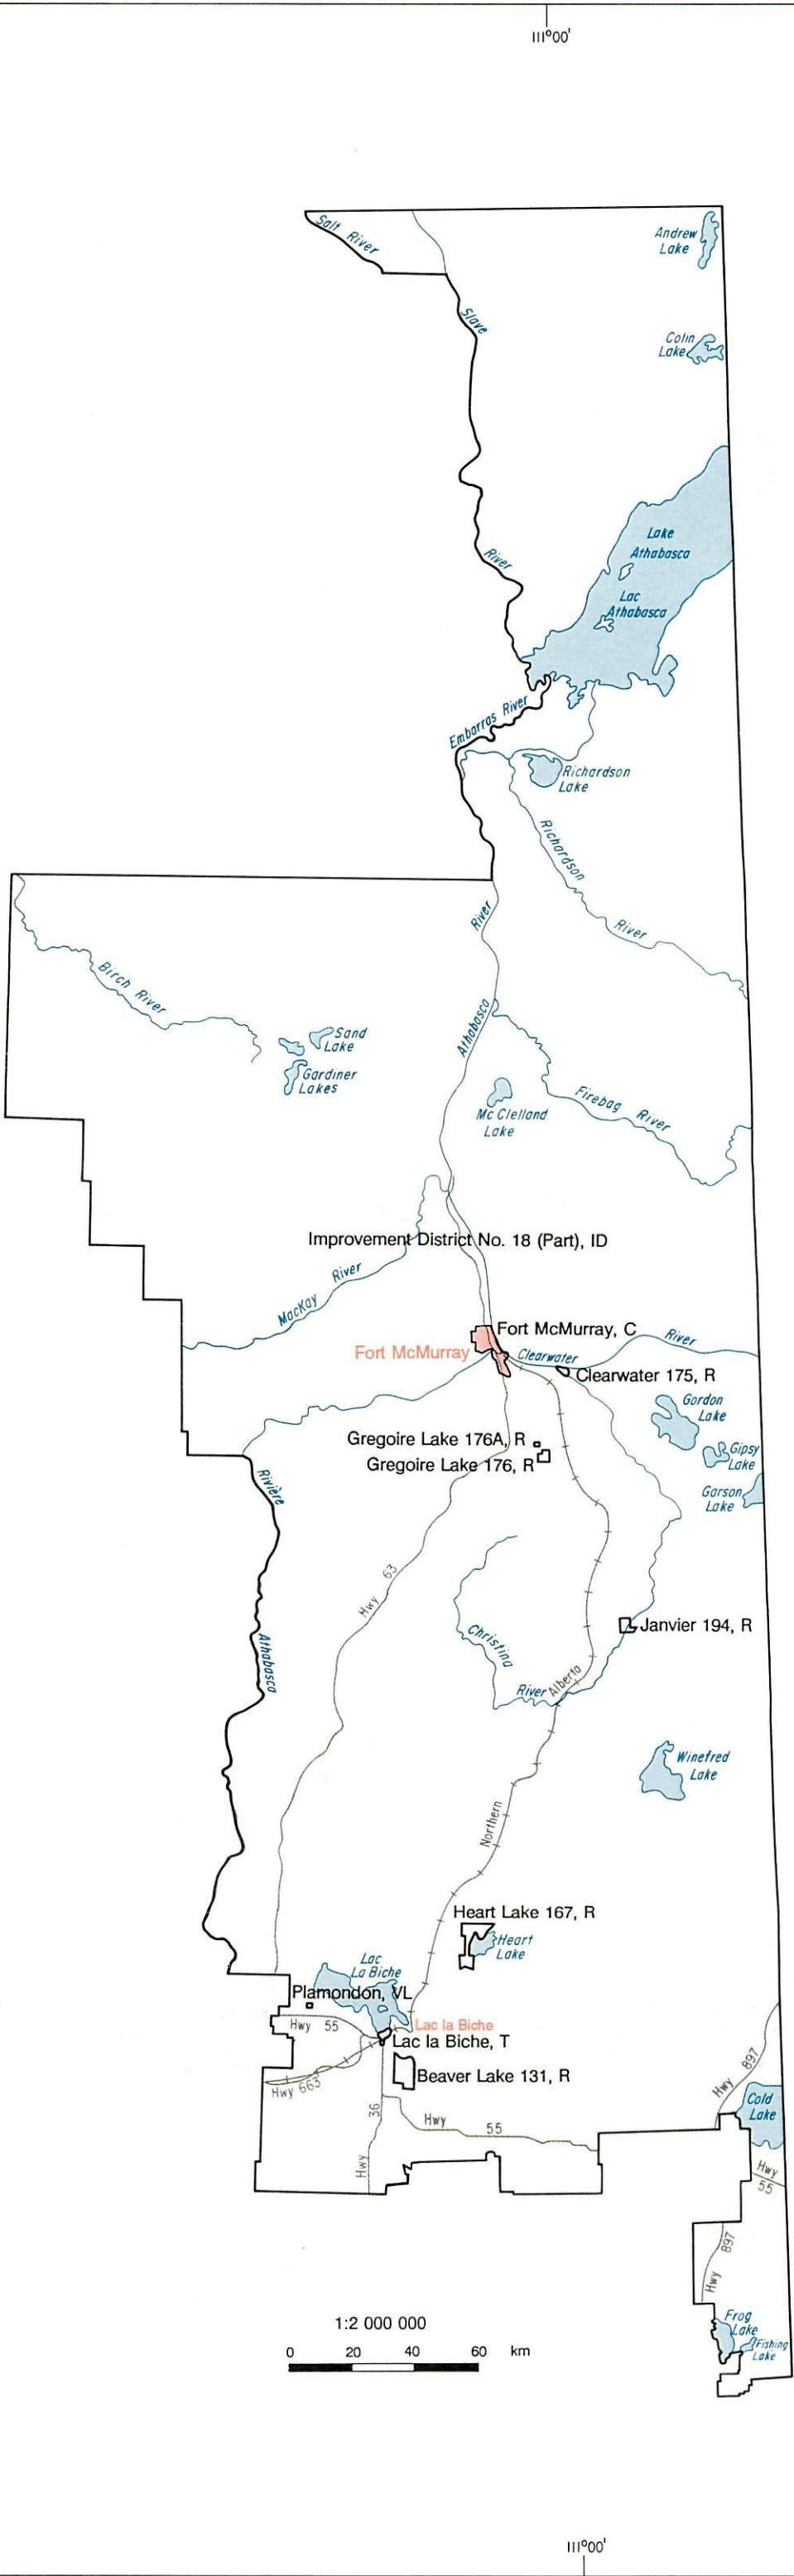 111°00'
Salt River
Andrew
Lake
Slave
Colin
Lake
Lake
Athabasca
River
Lac
Athabasca
Embarras River
Richardson
Lake
Richardson
River
River
Birch River
Athabasca
Sand
Lake
Gardiner
Lakes
Mc Clelland
Lake
Firebag River
Improvement District No. 18 (Part), ID
MacKay River
Fort McMurray, C
River
Fort McMurray
Clearwater
Clearwater 175, R
Gordon
Lake
Gregoire Lake 176A, R
Gipsy
Lake
Gregoire Lake 176, R
Garson
Lake
Rivière
Hwy 63
Janvier 194, R
Christina
Athabasca
Alberta
River
Winefred
Lake
Northern
Heart Lake 167, R
Heart
Lake
Lac
La Biche
Plamondon, VL
Hwy 55
Lac la Biche
Lac la Biche, T
Hwy 897
Beaver Lake 131, R
Hwy 663
Cold
Lake
Hwy 36
Hwy 55
Hwy
55
Hwy 897
Frog
Lake
Fishing
Lake
1:2 000 000
0 20 40 60 km
111°00'